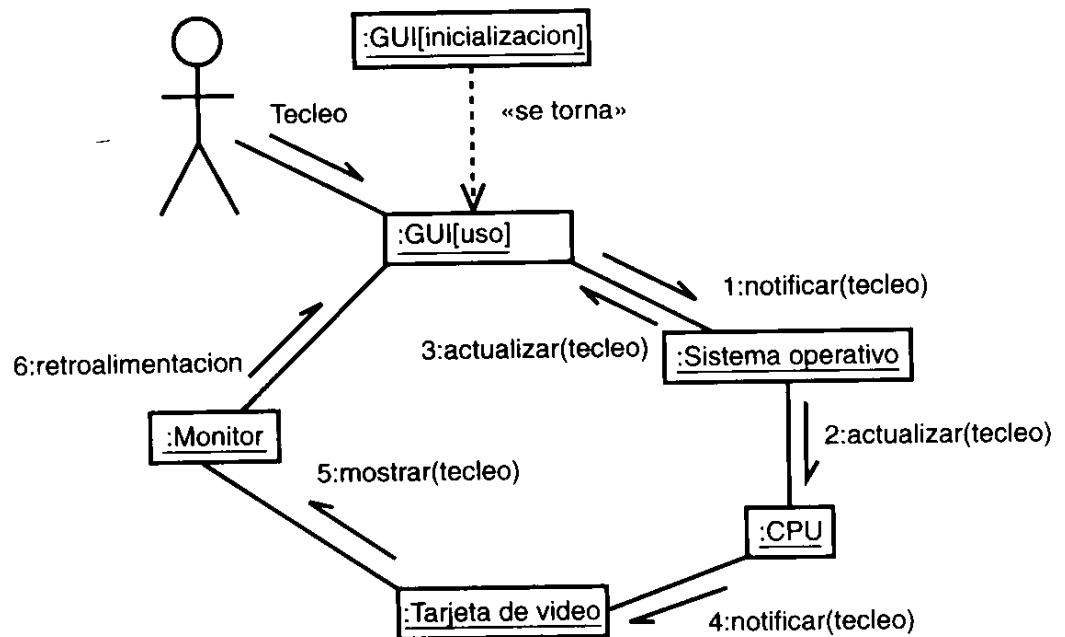 :GUI[inicializacion]
Tecleo
«se torna»
:GUI[uso]
1:notificar(tecleo)
3:actualizar(tecleo)
:Sistema operativo
6:retroalimentacion
:Monitor
2:actualizar(tecleo)
5:mostrar(tecleo)
:CPU
:Tarjeta de video
4:notificar(tecleo)